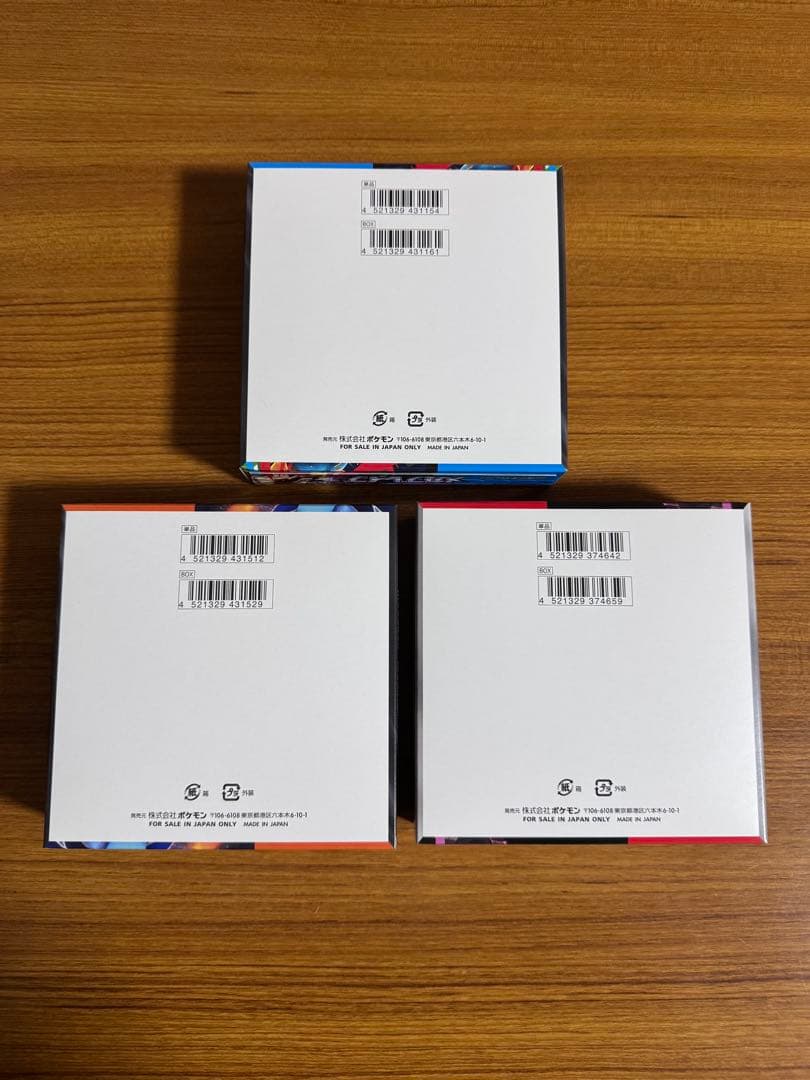 単品
4 521329 431154
BOX
4 521329 431161
紙 箱 プラ 外装
発売元 株式会社ポケモン 〒106-6108 東京都港区六本木6-10-1
FOR SALE IN JAPAN ONLY MADE IN JAPAN
単品
4 521329 431512
BOX
4 521329 431529
紙 箱 プラ 外装
発売元 株式会社ポケモン 〒106-6108 東京都港区六本木6-10-1
FOR SALE IN JAPAN ONLY MADE IN JAPAN
単品
4 521329 374642
BOX
4 521329 374659
紙 箱 プラ 外装
発売元 株式会社ポケモン 〒106-6108 東京都港区六本木6-10-1
FOR SALE IN JAPAN ONLY MADE IN JAPAN